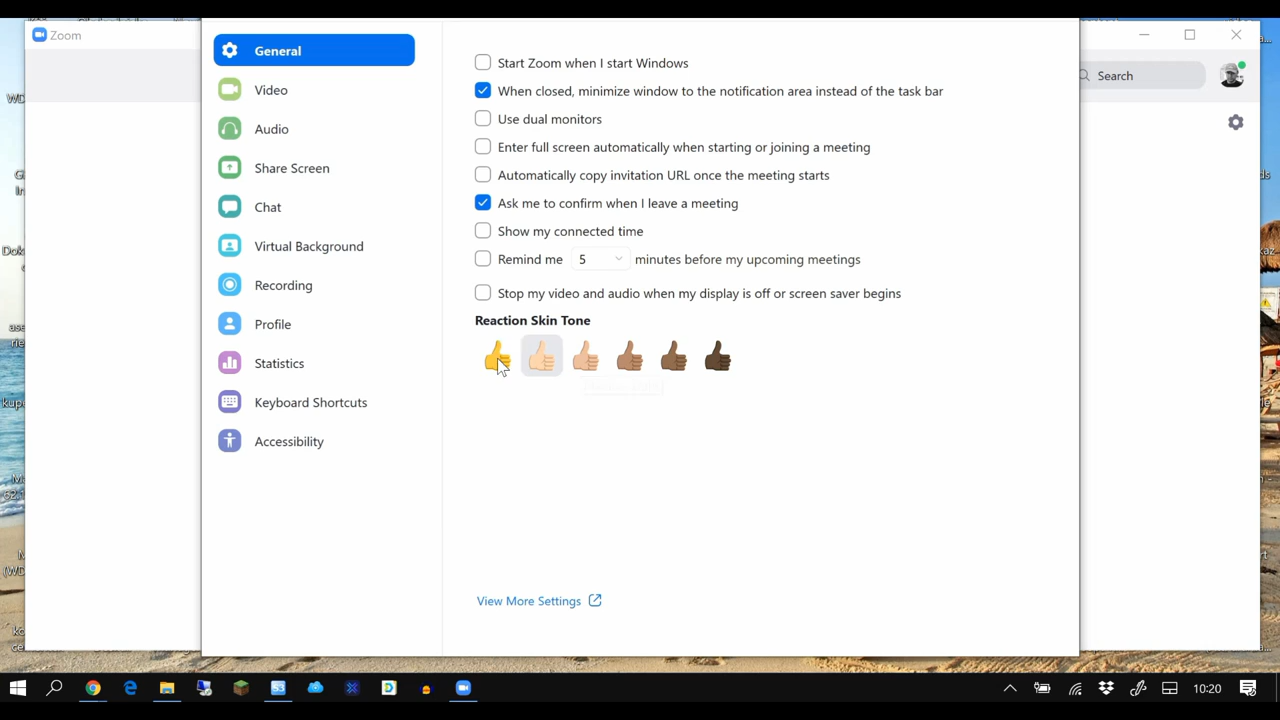 Zoom
General
Video
Audio
Share Screen
Chat
Virtual Background
Recording
Profile
Statistics
Keyboard Shortcuts
Accessibility
Start Zoom when I start Windows
When closed, minimize window to the notification area instead of the task bar
Use dual monitors
Enter full screen automatically when starting or joining a meeting
Automatically copy invitation URL once the meeting starts
Ask me to confirm when I leave a meeting
Show my connected time
Remind me 5 minutes before my upcoming meetings
Stop my video and audio when my display is off or screen saver begins
Reaction Skin Tone
View More Settings
Search
10:20